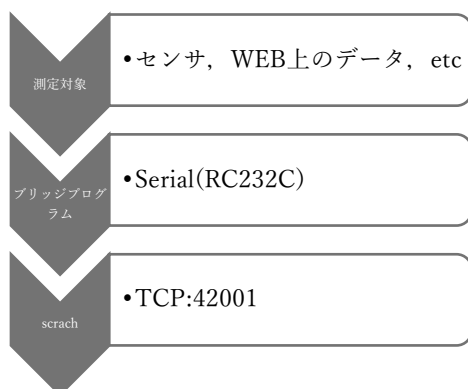 測定対象
•センサ，WEB上のデータ，etc
ブリッジプログ
ラム
•Serial(RC232C)
scrach
•TCP:42001